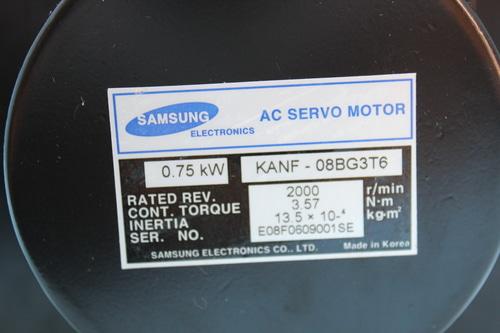 SAMSUNG
ELECTRONICS
AC SERVO MOTOR
0.75 kW KANF - 08BG3T6
RATED REV. 2000 r/min
CONT. TORQUE 3.57 N·m
INERTIA 13.5 × 10⁻⁴ kg·m²
SER. NO. E08F0609001SE
SAMSUNG ELECTRONICS CO., LTD. Made in Korea